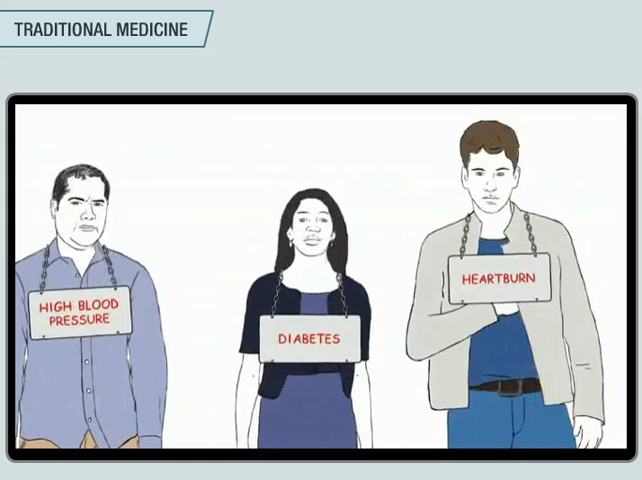 TRADITIONAL MEDICINE
HIGH BLOOD
PRESSURE
DIABETES
HEARTBURN